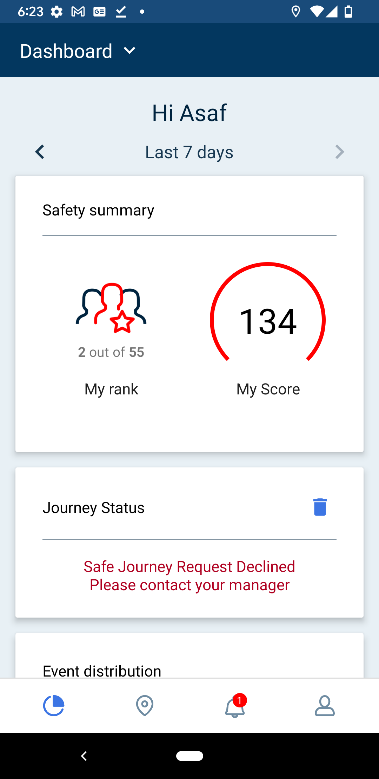 6:23
Dashboard
Hi Asaf
Last 7 days
Safety summary
2 out of 55
134
My rank
My Score
Journey Status
Safe Journey Request Declined
Please contact your manager
Event distribution
1